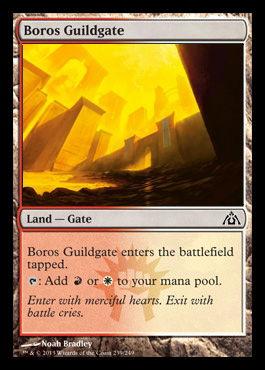 Boros Guildgate
Land — Gate
Boros Guildgate enters the battlefield
tapped.
: Add or to your mana pool.
Enter with merciful hearts. Exit with
battle cries.
Noah Bradley
™ & © 2013 Wizards of the Coast 239/249